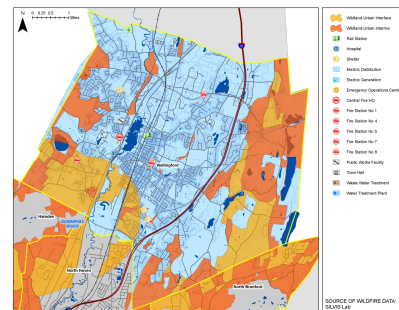 N
0 0.25 0.5 1
Miles
Wallingford
Hamden
QUINNIPIAC
RIVER
North Haven
North Branford
Wildland-Urban Interface
Wildland-Urban Intermix
Rail Station
Hospital
Shelter
Electric Distribution
Electric Generation
Emergency Operations Center
Central Fire HQ
Fire Station No.1
Fire Station No 4
Fire Station No 5
Fire Station No 7
Fire Station No 8
Public Works Facility
Town Hall
Waste Water Treatment
Water Treatment Plant
SOURCE OF WILDFIRE DATA:
SILVIS Lab